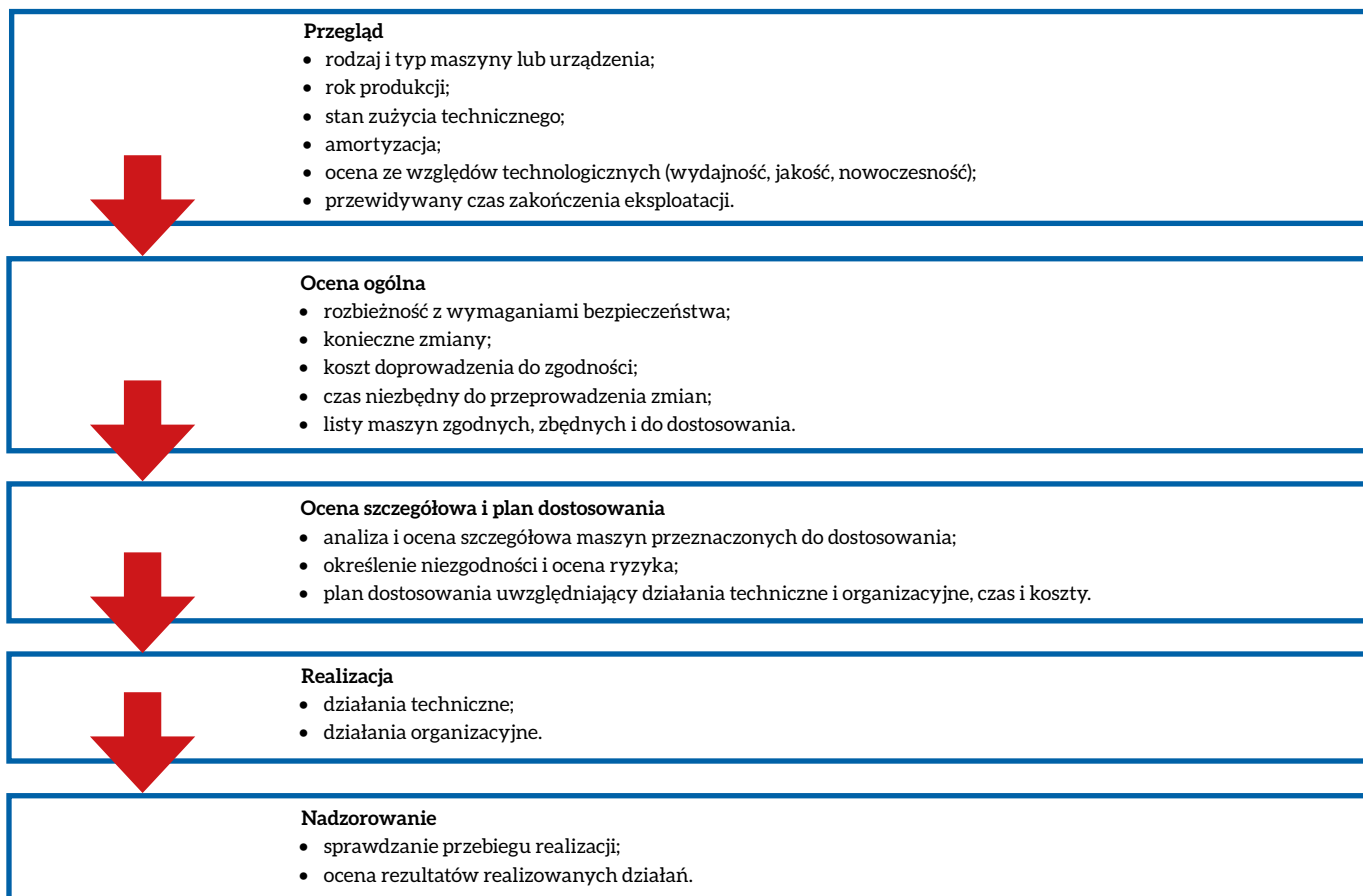 Przegląd
• rodzaj i typ maszyny lub urządzenia;
• rok produkcji;
• stan zużycia technicznego;
• amortyzacja;
• ocena ze względów technologicznych (wydajność, jakość, nowoczesność);
• przewidywany czas zakończenia eksploatacji.
Ocena ogólna
• rozbieżność z wymaganiami bezpieczeństwa;
• konieczne zmiany;
• koszt doprowadzenia do zgodności;
• czas niezbędny do przeprowadzenia zmian;
• listy maszyn zgodnych, zbędnych i do dostosowania.
Ocena szczegółowa i plan dostosowania
• analiza i ocena szczegółowa maszyn przeznaczonych do dostosowania;
• określenie niezgodności i ocena ryzyka;
• plan dostosowania uwzględniający działania techniczne i organizacyjne, czas i koszty.
Realizacja
• działania techniczne;
• działania organizacyjne.
Nadzorowanie
• sprawdzanie przebiegu realizacji;
• ocena rezultatów realizowanych działań.